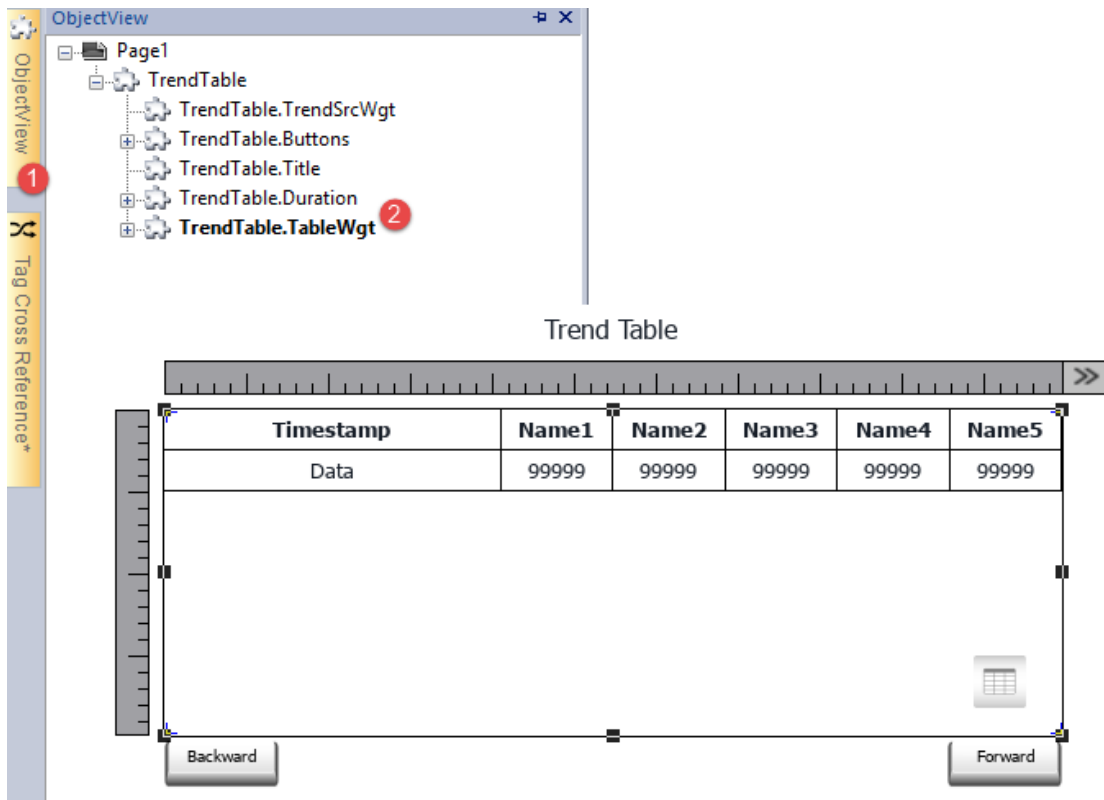 ObjectView
Page1
TrendTable
TrendTable.TrendSrcWgt
TrendTable.Buttons
TrendTable.Title
TrendTable.Duration
TrendTable.TableWgt
ObjectView
1
2
Tag Cross Reference*
Trend Table
Timestamp Name1 Name2 Name3 Name4 Name5
Data 99999 99999 99999 99999 99999
Backward Forward